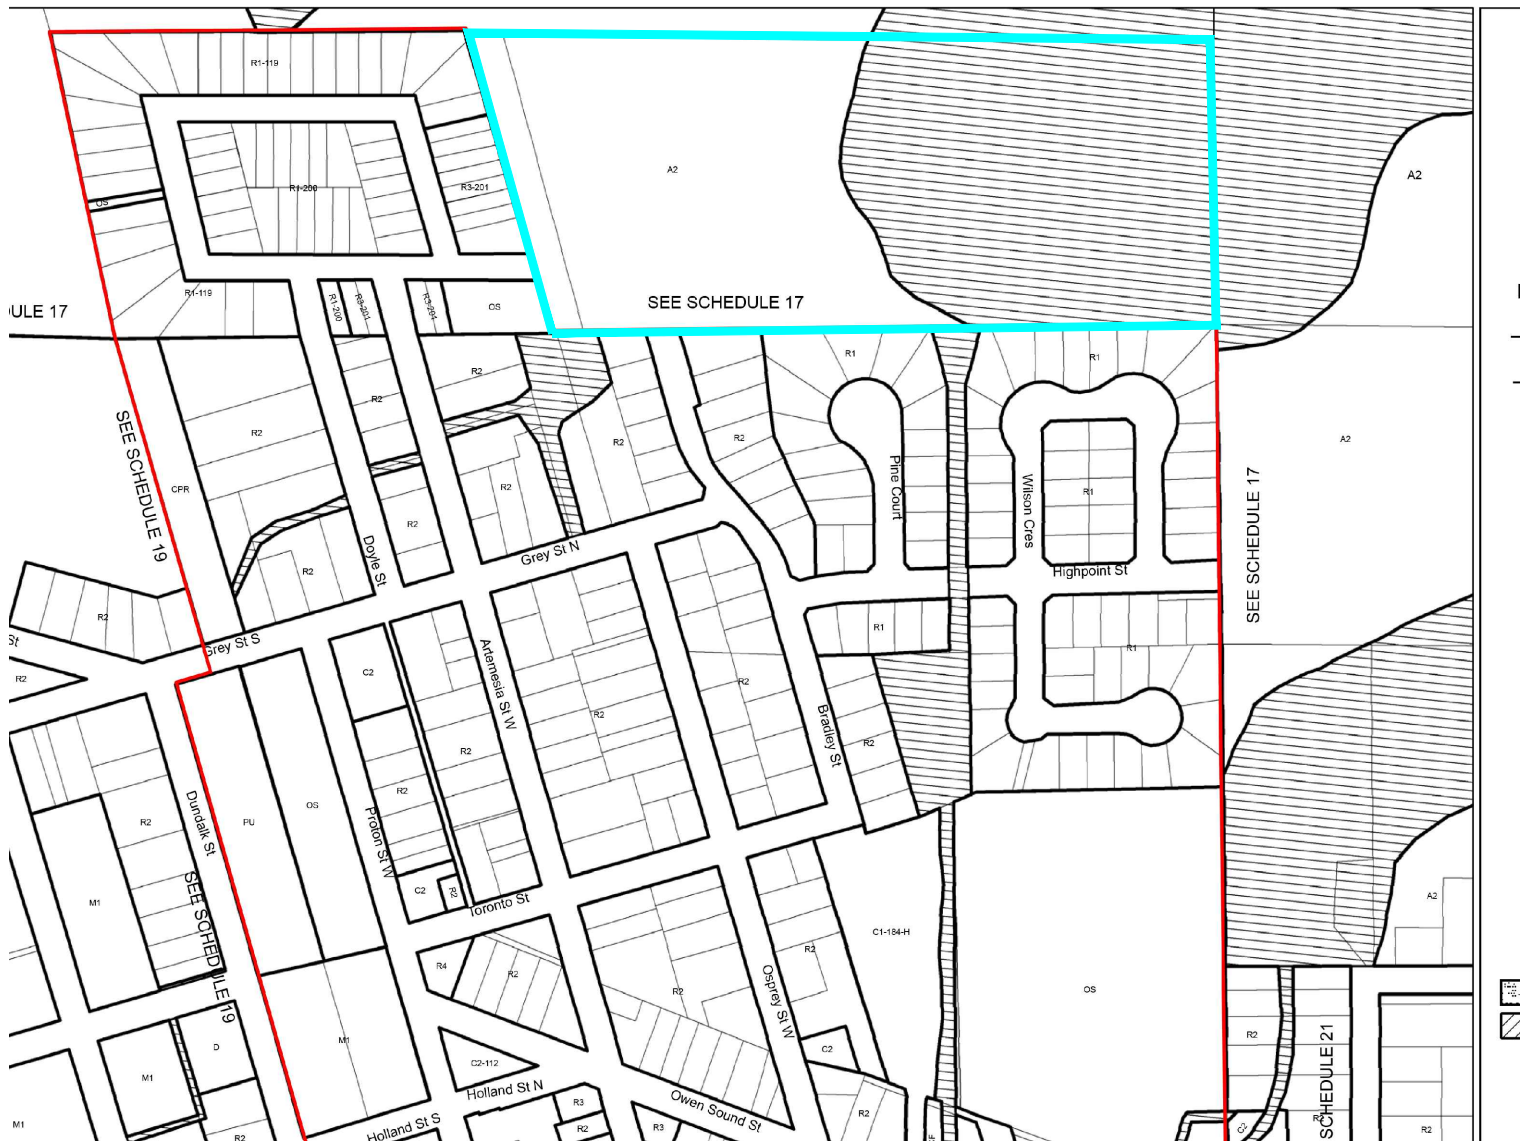 R1-119
A2
A2
R1-200
R3-201
OS
R1-119
R1-200
R3-201
R3-201
OS
SEE SCHEDULE 17
ULE 17
R1
R1
R2
R2
R2
R2
R2
A2
SEE SCHEDULE 19
CPR
R2
Pine Court
Wilson Cres
R1
SEE SCHEDULE 17
R2
Doyle St
Grey St N
Highpoint St
R2
R2
R1
Grey St S
St
R2
C2
Artemesia St W
R1
R2
R2
Bradley St
R2
R2
R2
Dundalk St
R2
PU
OS
Proton St W
C2
R2
Toronto St
M1
SEE SCHEDULE 19
A2
C1-184-H
R4
R2
R2
R2
Osprey St W
OS
M1
D
C2
R2
SCHEDULE 21
M1
C2-112
Holland St N
R3
R2
Owen Sound St
R3
R2
C2
R2
M1
R2
Holland St S